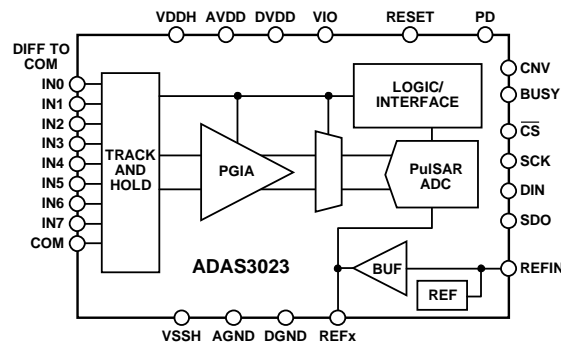 VDDH AVDD DVDD VIO RESET PD
DIFF TO
COM
IN0
IN1
IN2
IN3
IN4
IN5
IN6
IN7
COM
TRACK
AND
HOLD
PGIA
LOGIC/
INTERFACE
PulSAR
ADC
BUF
REF
ADAS3023
CNV
BUSY
CS
SCK
DIN
SDO
REFIN
VSSH AGND DGND REFx